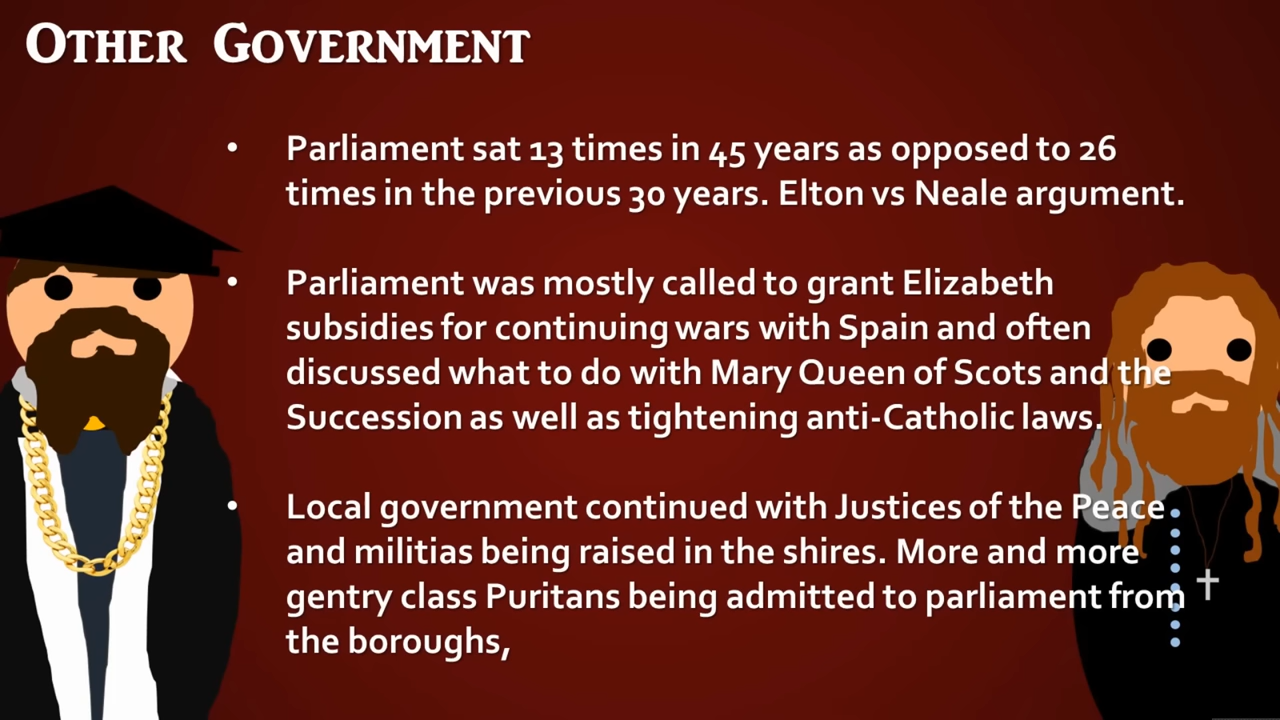 Other Government
• Parliament sat 13 times in 45 years as opposed to 26
times in the previous 30 years. Elton vs Neale argument.
• Parliament was mostly called to grant Elizabeth
subsidies for continuing wars with Spain and often
discussed what to do with Mary Queen of Scots and the
Succession as well as tightening anti-Catholic laws.
• Local government continued with Justices of the Peace
and militias being raised in the shires. More and more
gentry class Puritans being admitted to parliament from
the boroughs,